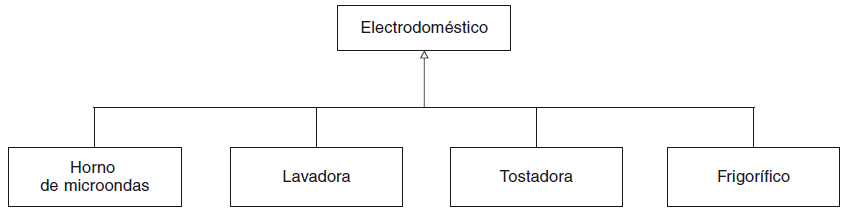 Electrodoméstico
Horno
de microondas
Lavadora
Tostadora
Frigorífico